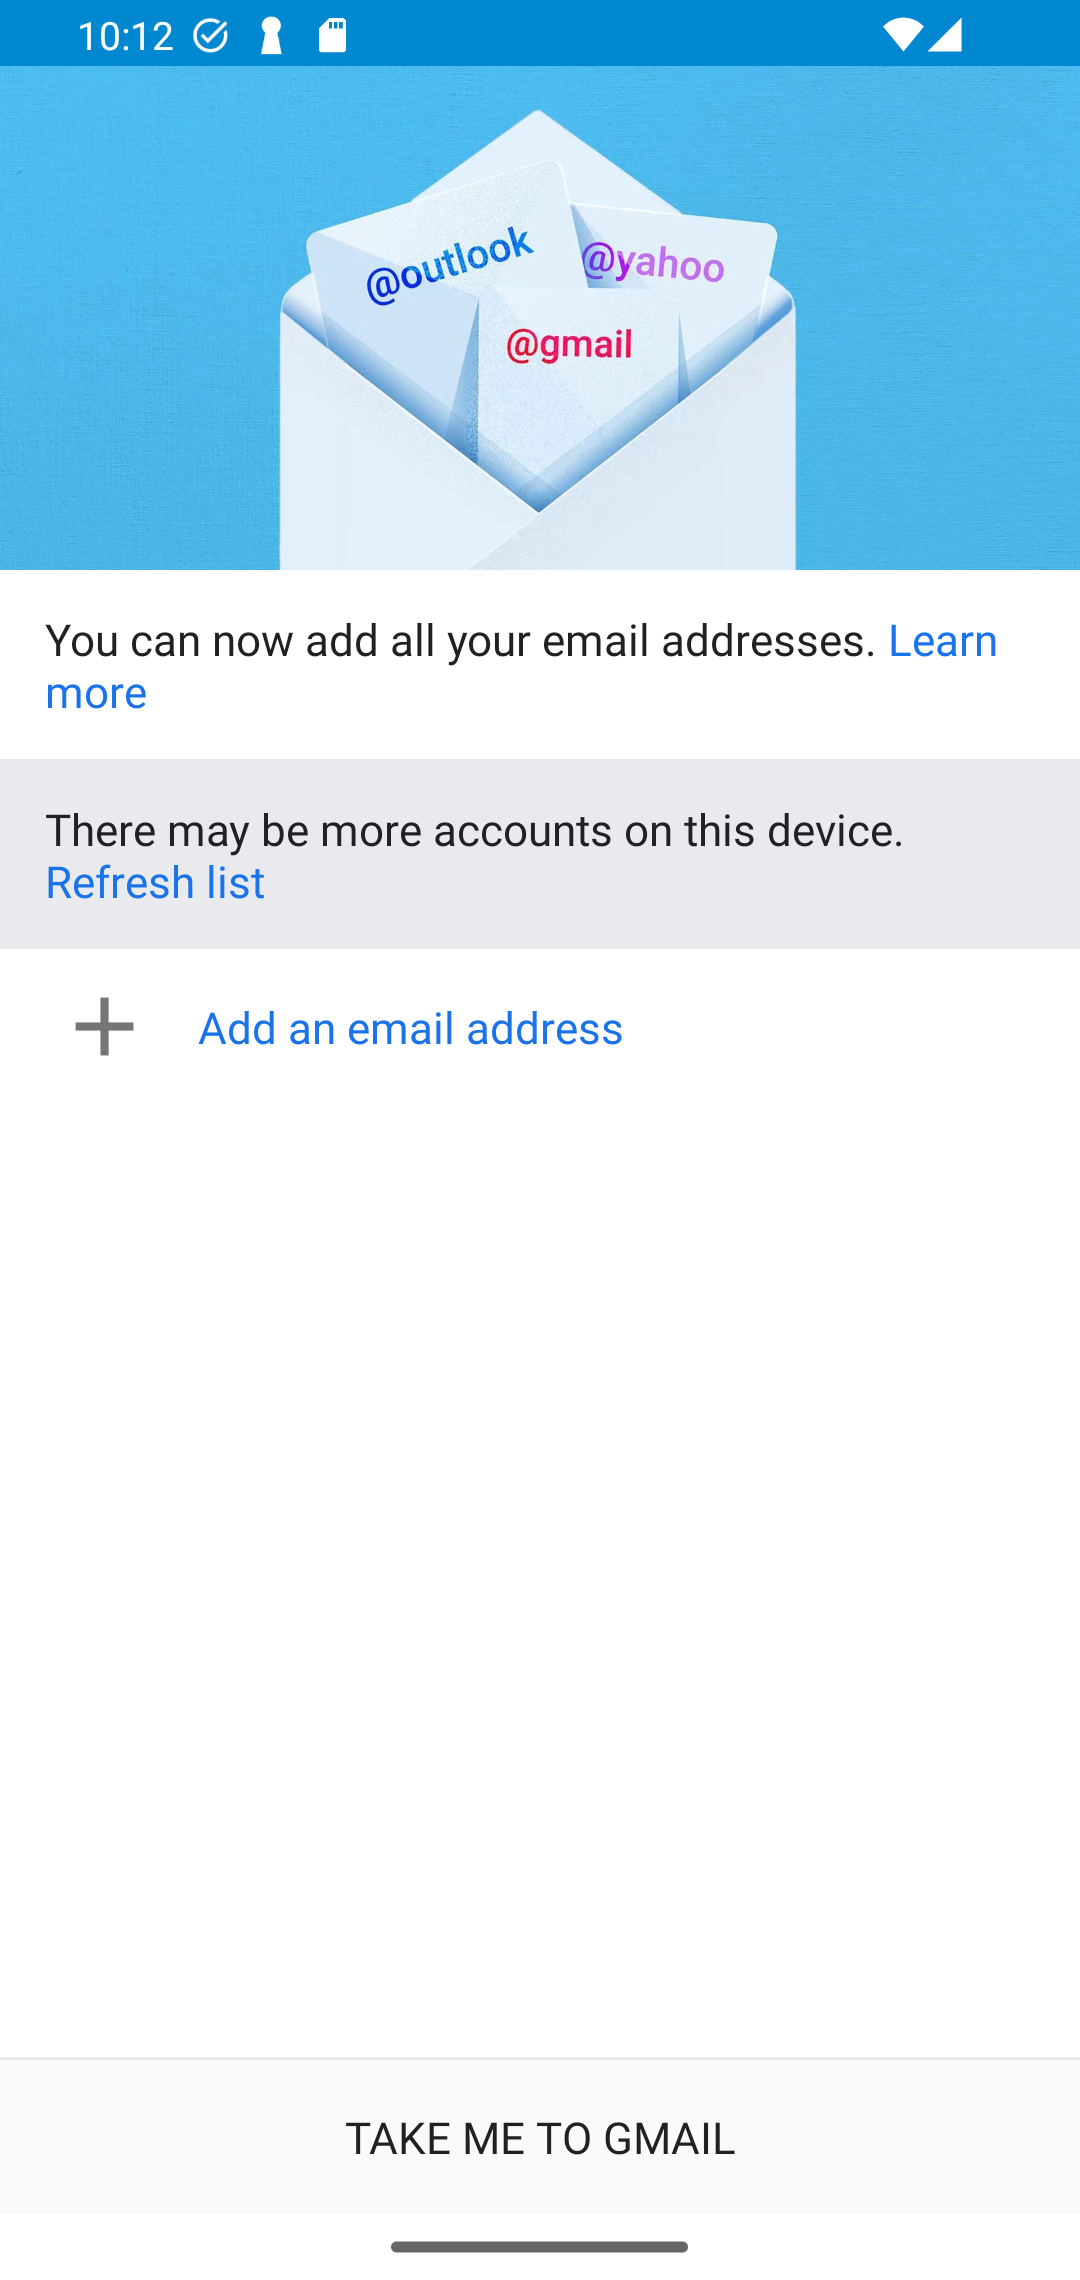 10:12
@outlook
@yahoo
@gmail
You can now add all your email addresses. Learn
more
There may be more accounts on this device.
Refresh list
Add an email address
TAKE ME TO GMAIL